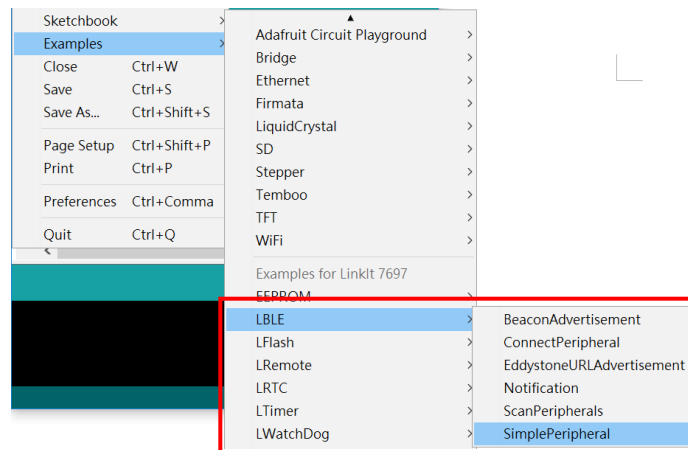 Sketchbook
Examples
Close Ctrl+W
Save Ctrl+S
Save As... Ctrl+Shift+S
Page Setup Ctrl+Shift+P
Print Ctrl+P
Preferences Ctrl+Comma
Quit Ctrl+Q
Adafruit Circuit Playground
Bridge
Ethernet
Firmata
LiquidCrystal
SD
Stepper
Temboo
TFT
WiFi
Examples for LinkIt 7697
EEPROM
LBLE
LFlash
LRemote
LRTC
LTimer
LWatchDog
BeaconAdvertisement
ConnectPeripheral
EddystoneURLAdvertisement
Notification
ScanPeripherals
SimplePeripheral